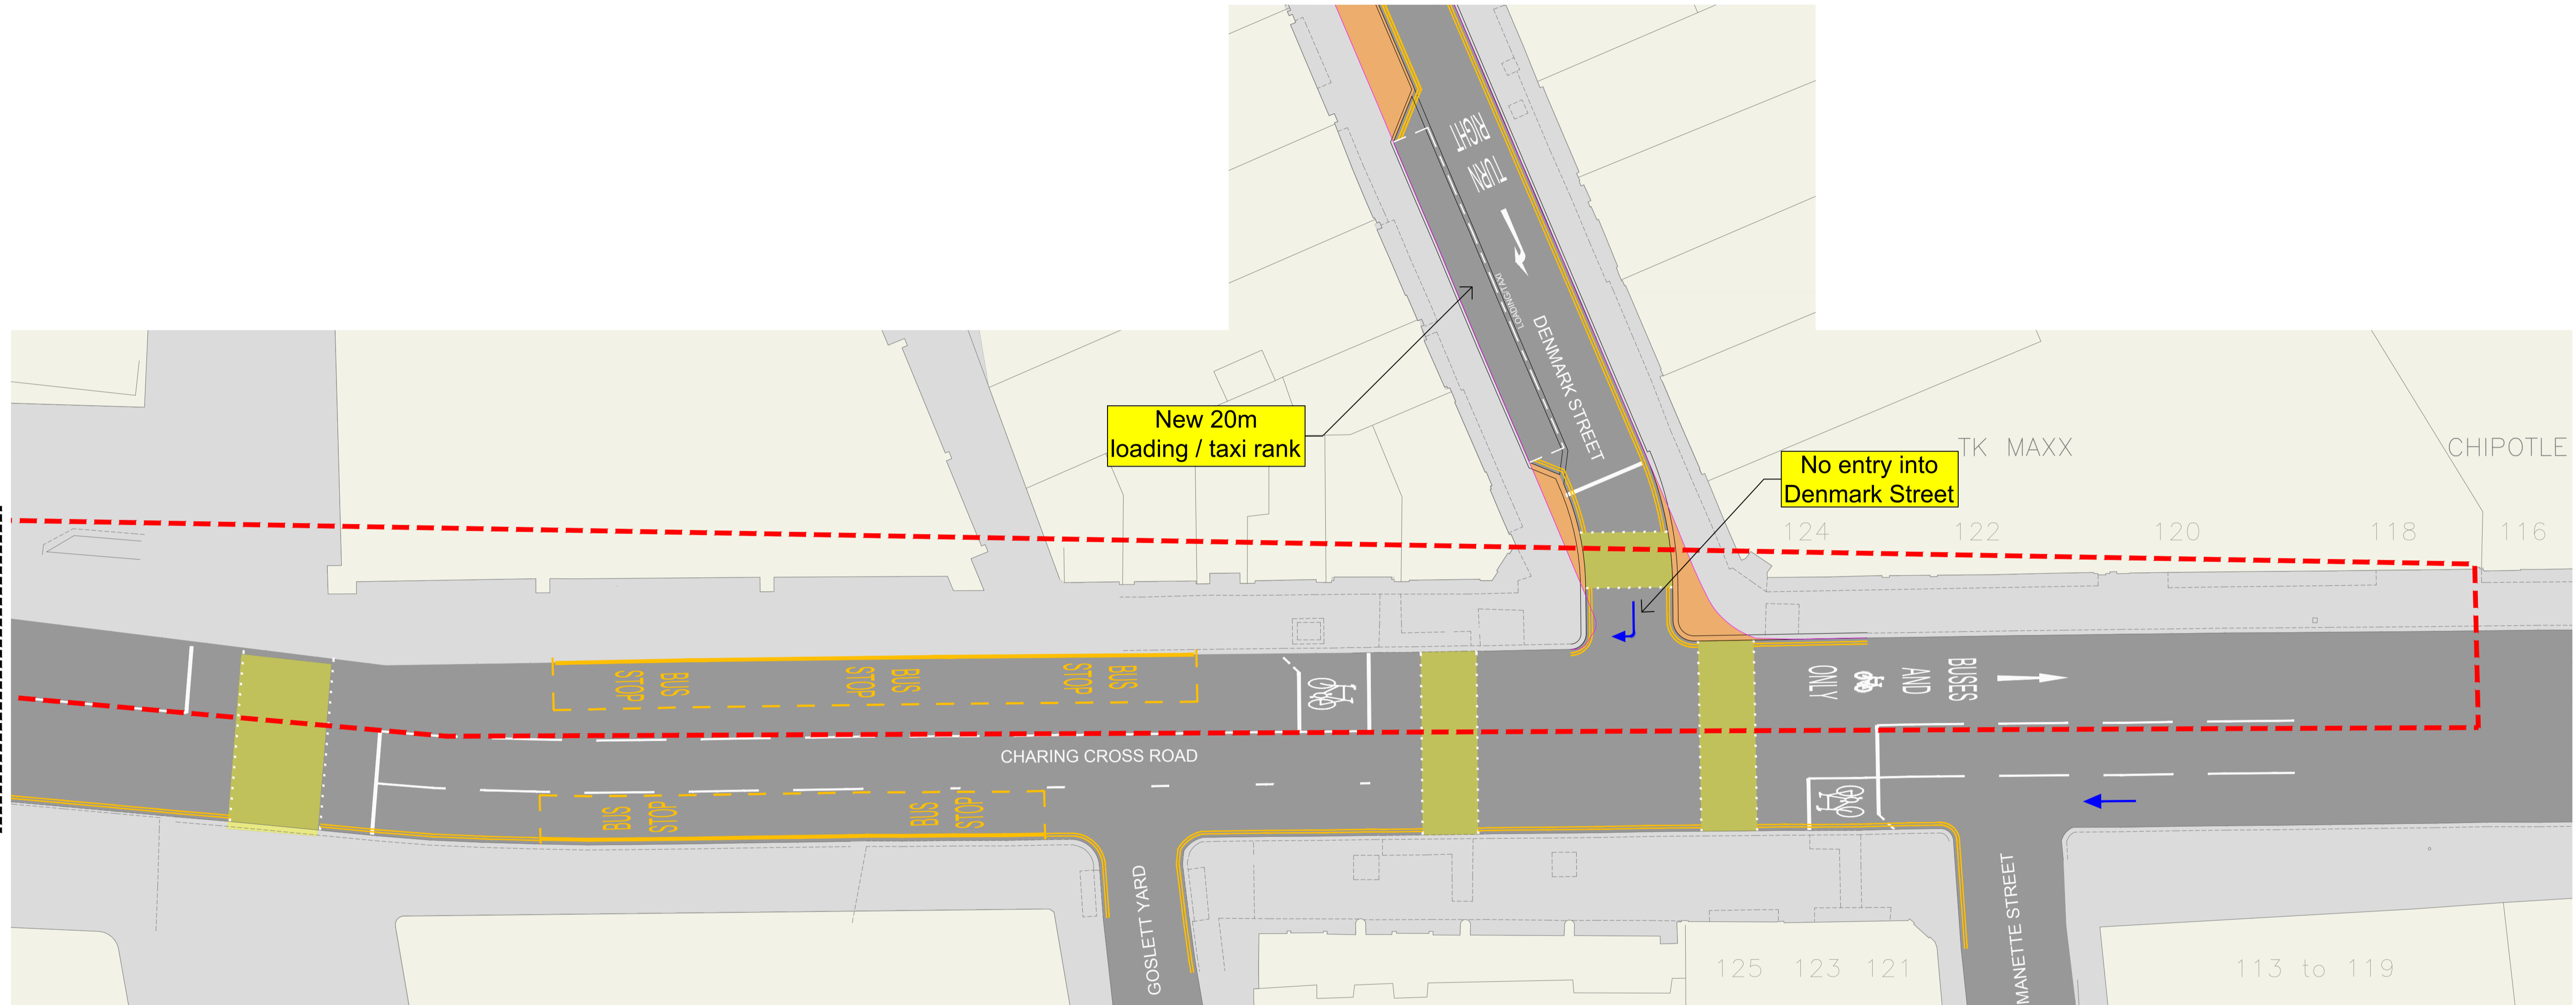 RIGHT
TURN
LOADING/TAXI
DENMARK STREET
New 20m
loading / taxi rank
No entry into
Denmark Street
TK MAXX
CHIPOTLE
124
122
120
118
116
BUS
STOP
BUS
STOP
BUS
STOP
BUSES
AND
ONLY
CHARING CROSS ROAD
BUS
STOP
BUS
STOP
GOSLETT YARD
MANETTE STREET
125
123
121
113 to 119